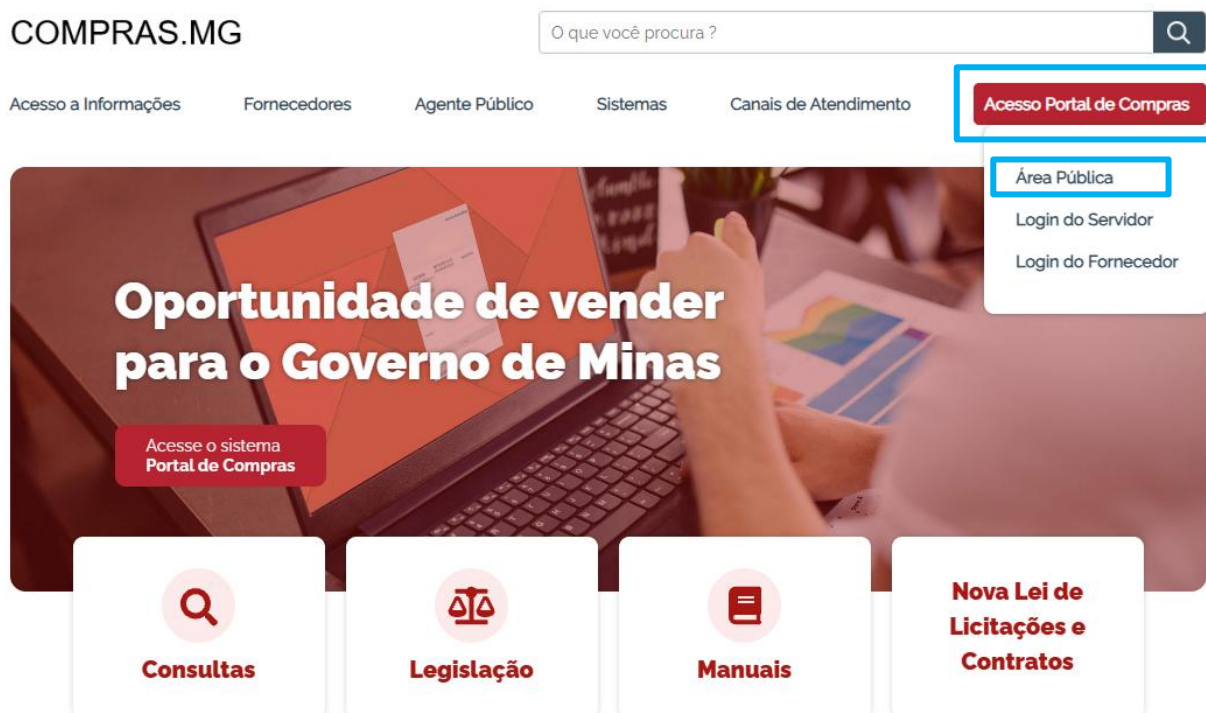 COMPRAS.MG
O que você procura ?
Acesso a Informações
Fornecedores
Agente Público
Sistemas
Canais de Atendimento
Acesso Portal de Compras
Área Pública
Login do Servidor
Login do Fornecedor
Oportunidade de vender
para o Governo de Minas
Acesse o sistema
Portal de Compras
Consultas
Legislação
Manuais
Nova Lei de
Licitações e
Contratos